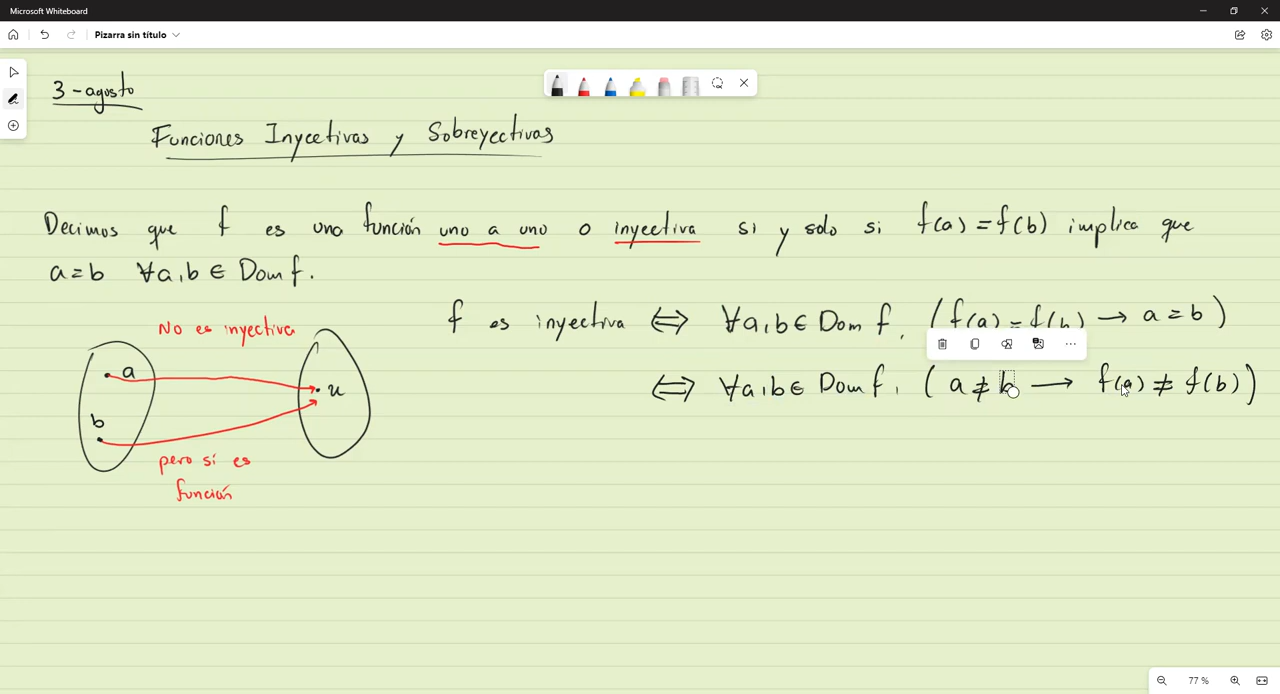 Microsoft Whiteboard
Pizarra sin título
3-agosto
Funciones Inyectivas y Sobreyectivas
Decimos que f es una función uno a uno o inyectiva si y solo si f(a) = f(b) implica que
a = b ∀a,b ∈ Dom f.
f es inyectiva ⟺ ∀a,b ∈ Dom f, (f(a) = f(b) → a = b)
⟺ ∀a,b ∈ Dom f, (a ≠ b → f(a) ≠ f(b))
No es inyectiva
a
b
u
pero sí es
función
77 %